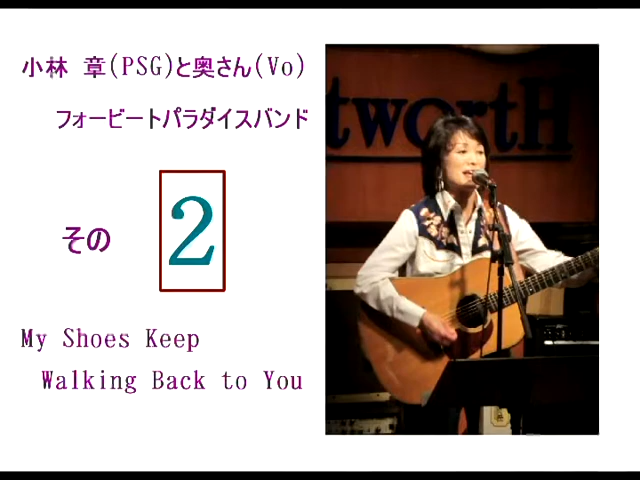 小林 章(PSG)と奥さん(Vo)
フォービートパラダイスバンド
その
2
My Shoes Keep
Walking Back to You
twortH